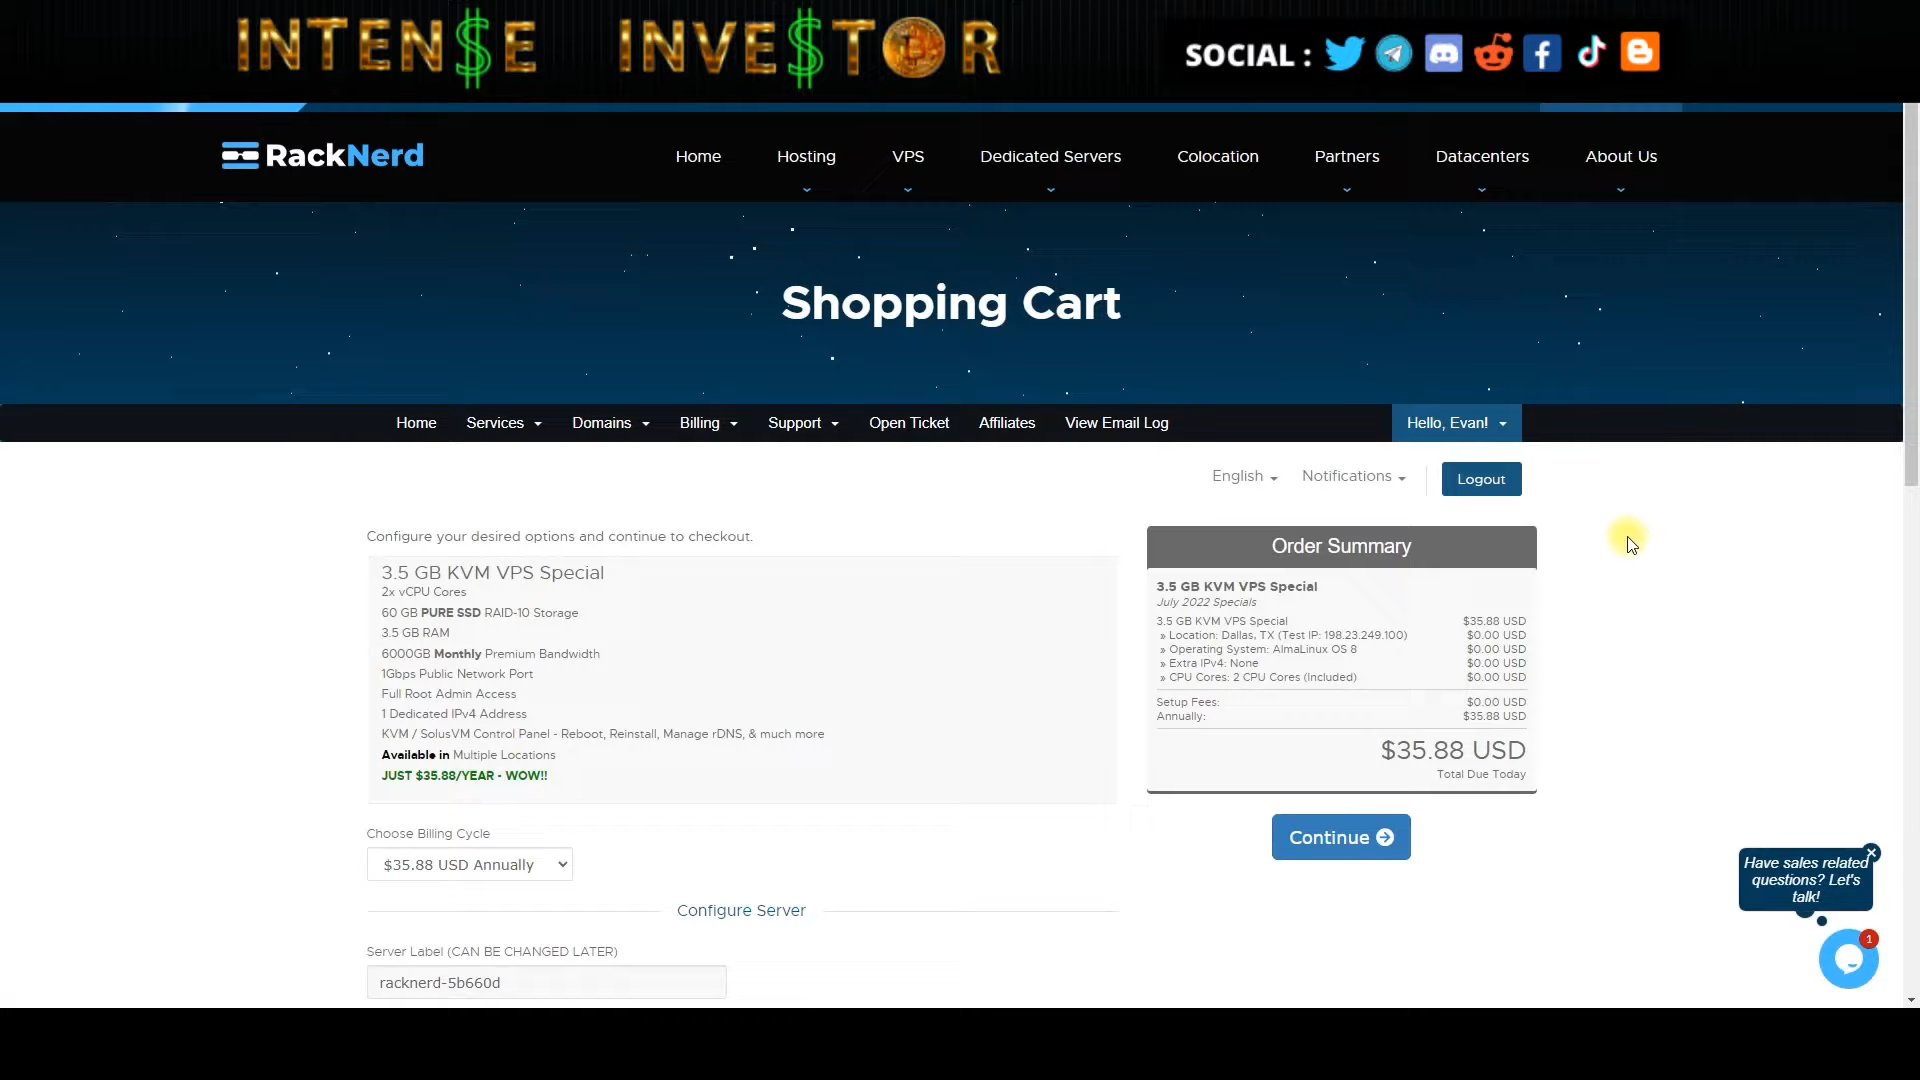 INTEN$E INVE$TOR
SOCIAL :
RackNerd
Home
Hosting
VPS
Dedicated Servers
Colocation
Partners
Datacenters
About Us
Shopping Cart
Home
Services
Domains
Billing
Support
Open Ticket
Affiliates
View Email Log
Hello, Evan!
English
Notifications
Logout
Configure your desired options and continue to checkout.
3.5 GB KVM VPS Special
2x vCPU Cores
60 GB PURE SSD RAID-10 Storage
3.5 GB RAM
6000GB Monthly Premium Bandwidth
1Gbps Public Network Port
Full Root Admin Access
1 Dedicated IPv4 Address
KVM / SolusVM Control Panel - Reboot, Reinstall, Manage rDNS, & much more
Available in Multiple Locations
JUST $35.88/YEAR - WOW!!
Choose Billing Cycle
$35.88 USD Annually
Configure Server
Server Label (CAN BE CHANGED LATER)
racknerd-5b660d
Order Summary
3.5 GB KVM VPS Special
July 2022 Specials
3.5 GB KVM VPS Special $35.88 USD
» Location: Dallas, TX (Test IP: 198.23.249.100) $0.00 USD
» Operating System: AlmaLinux OS 8 $0.00 USD
» Extra IPv4: None $0.00 USD
» CPU Cores: 2 CPU Cores (Included) $0.00 USD
Setup Fees: $0.00 USD
Annually: $35.88 USD
$35.88 USD
Total Due Today
Continue
Have sales related
questions? Let's
talk!
1